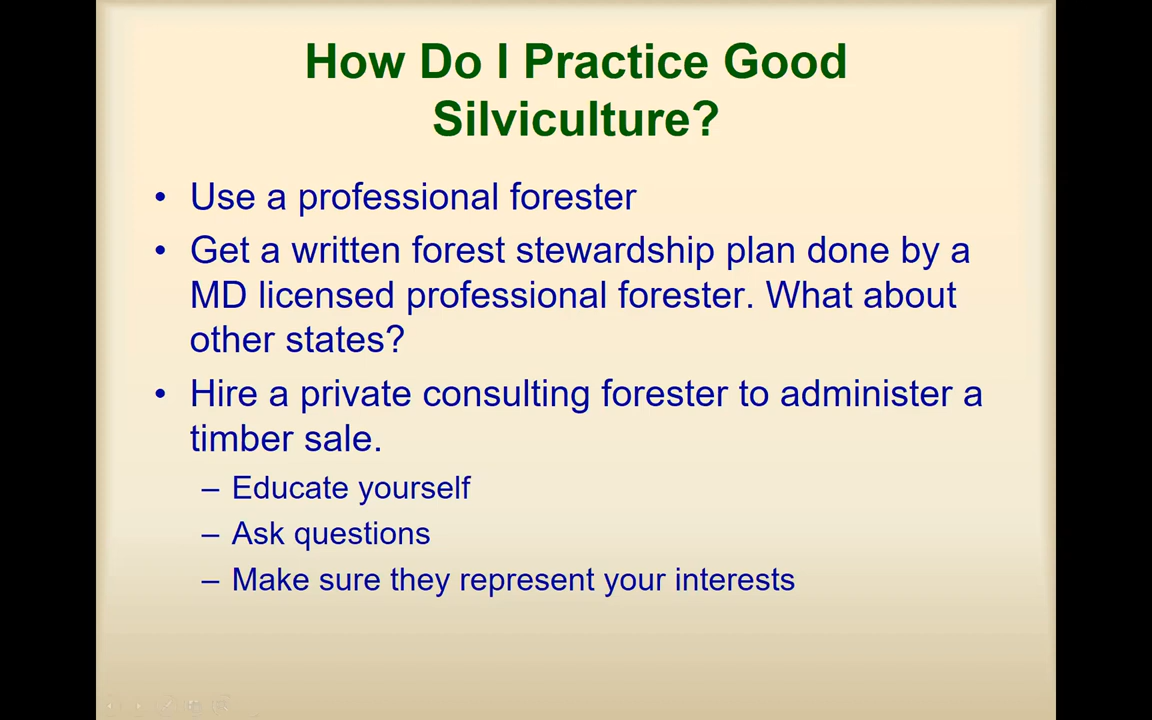 How Do I Practice Good
Silviculture?
• Use a professional forester
• Get a written forest stewardship plan done by a
MD licensed professional forester. What about
other states?
• Hire a private consulting forester to administer a
timber sale.
– Educate yourself
– Ask questions
– Make sure they represent your interests